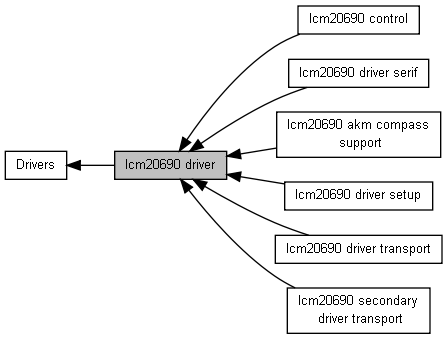 Icm20690 control
Icm20690 driver serif
Icm20690 akm compass
support
Drivers
Icm20690 driver
Icm20690 driver setup
Icm20690 driver transport
Icm20690 secondary
driver transport